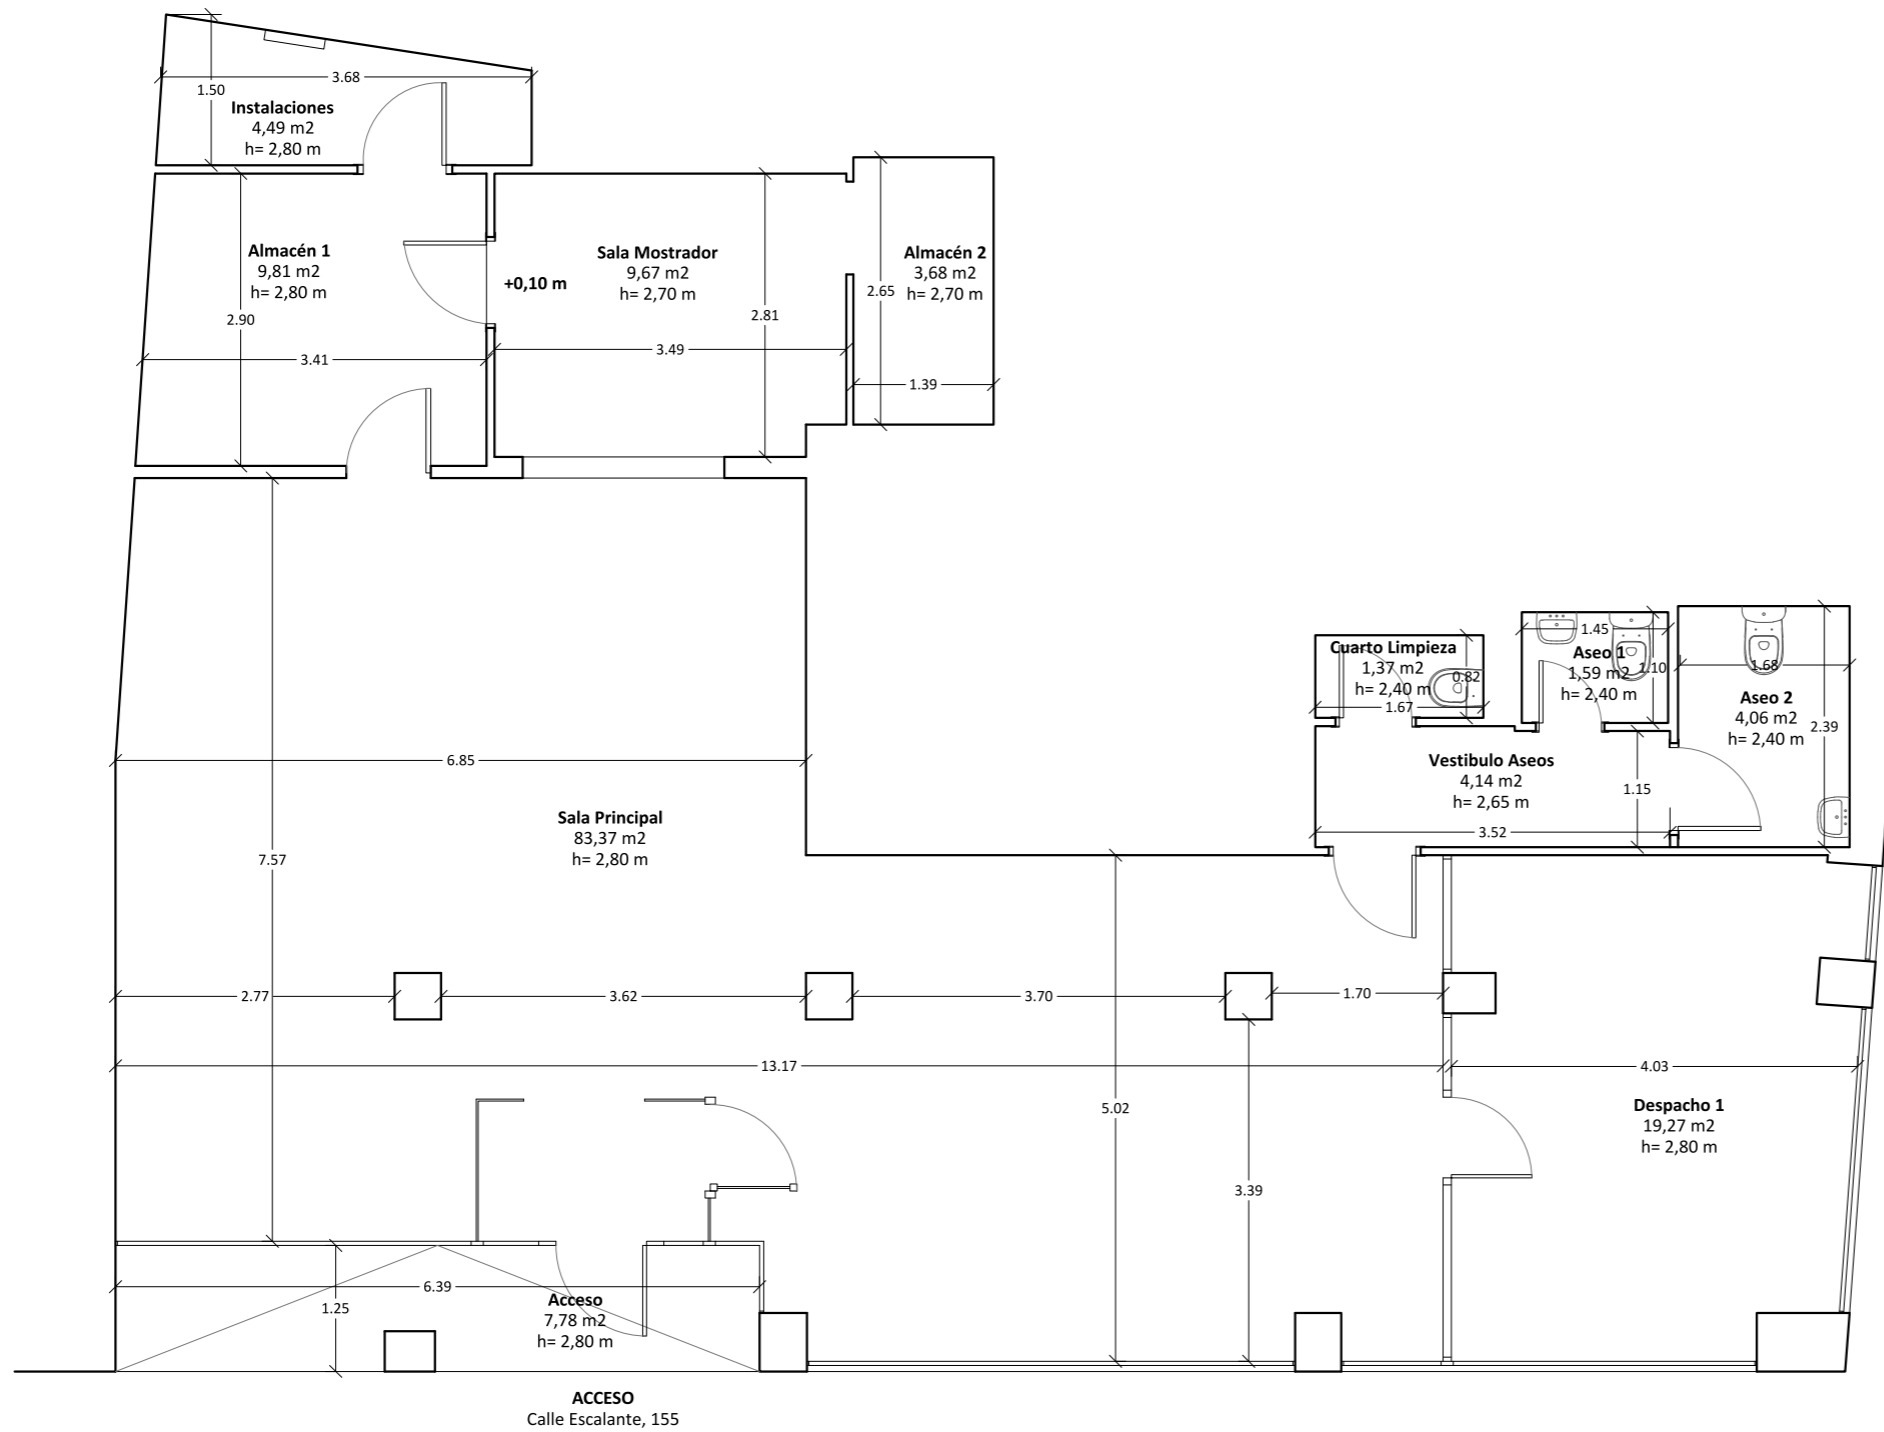 3.68
1.50
Instalaciones
4,49 m2
h= 2,80 m
Almacén 1
9,81 m2
h= 2,80 m
2.90
3.41
+0,10 m
Sala Mostrador
9,67 m2
h= 2,70 m
2.81
3.49
Almacén 2
3,68 m2
h= 2,70 m
2.65
1.39
Cuarto Limpieza
1,37 m2
h= 2,40 m
0.82
1.67
1.45
Aseo 1
1,59 m2
h= 2,40 m
1.10
1.68
Aseo 2
4,06 m2
h= 2,40 m
2.39
Vestibulo Aseos
4,14 m2
h= 2,65 m
1.15
3.52
6.85
Sala Principal
83,37 m2
h= 2,80 m
7.57
2.77
3.62
3.70
1.70
13.17
4.03
5.02
Despacho 1
19,27 m2
h= 2,80 m
3.39
6.39
1.25
Acceso
7,78 m2
h= 2,80 m
ACCESO
Calle Escalante, 155